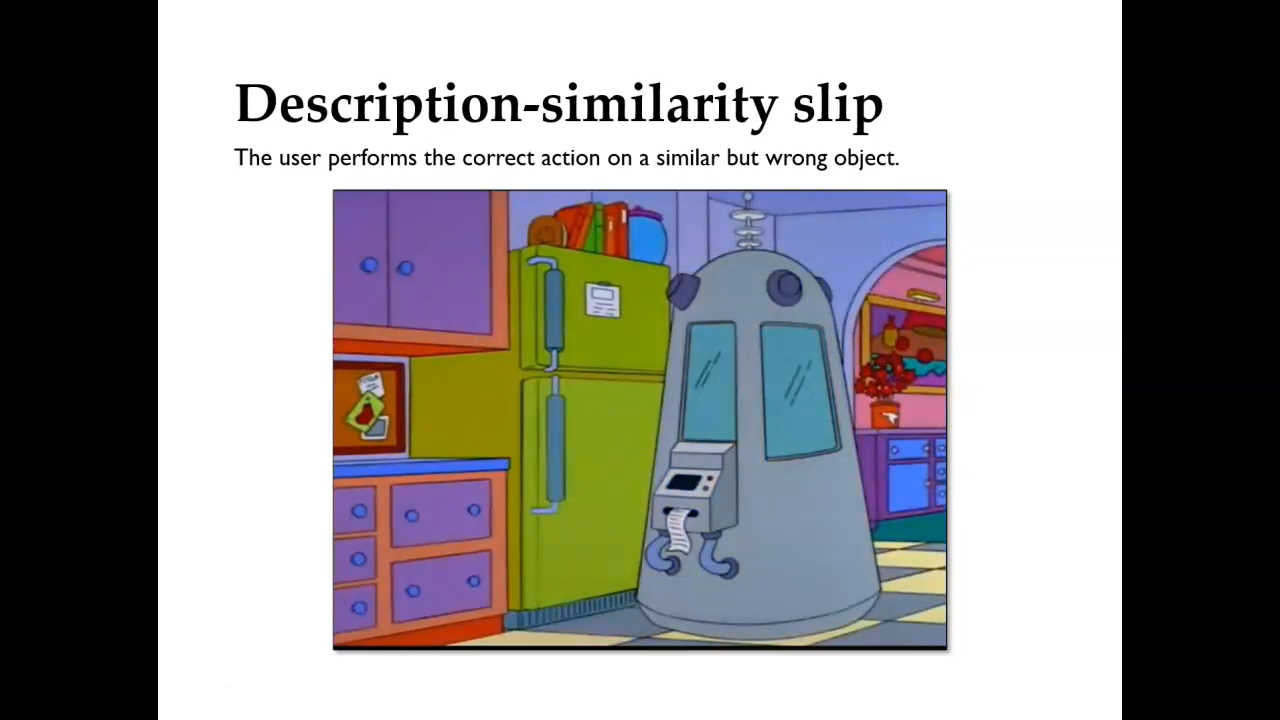 Description-similarity slip
The user performs the correct action on a similar but wrong object.